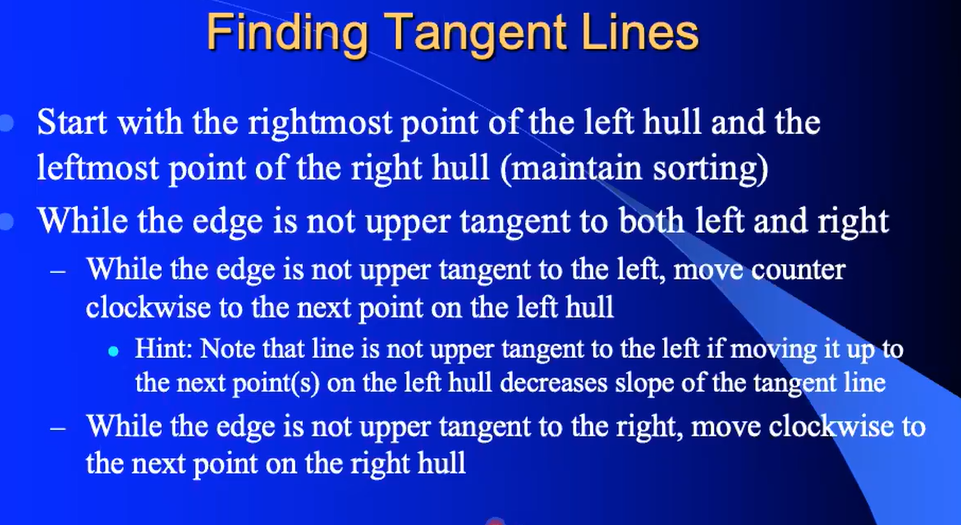 Finding Tangent Lines
Start with the rightmost point of the left hull and the
leftmost point of the right hull (maintain sorting)
While the edge is not upper tangent to both left and right
– While the edge is not upper tangent to the left, move counter
clockwise to the next point on the left hull
Hint: Note that line is not upper tangent to the left if moving it up to
the next point(s) on the left hull decreases slope of the tangent line
– While the edge is not upper tangent to the right, move clockwise to
the next point on the right hull